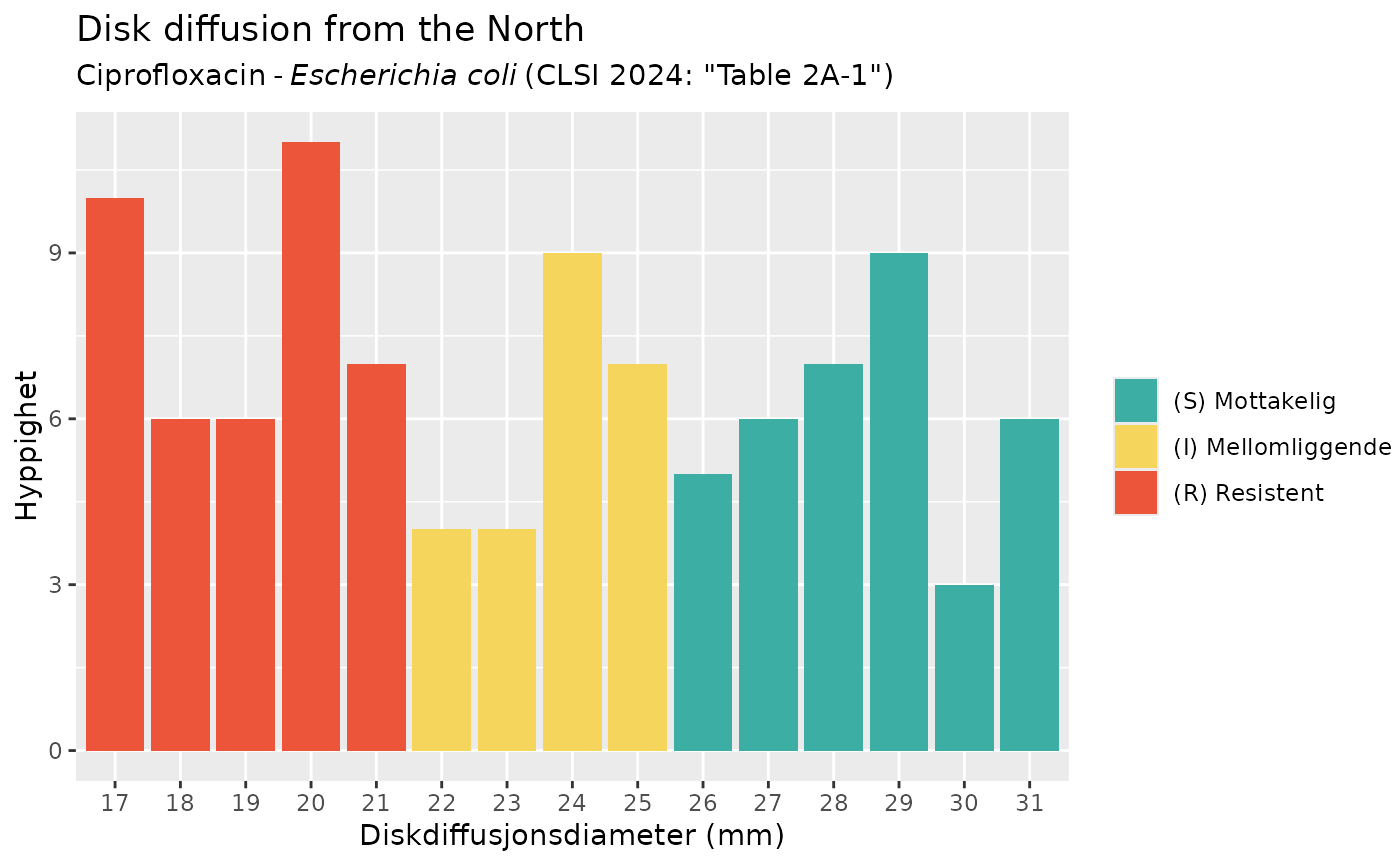 Disk diffusion from the North
Ciprofloxacin - Escherichia coli (CLSI 2024: "Table 2A-1")
Hyppighet
9
6
3
0
17 18 19 20 21 22 23 24 25 26 27 28 29 30 31
Diskdiffusjonsdiameter (mm)
(S) Mottakelig
(I) Mellomliggende
(R) Resistent